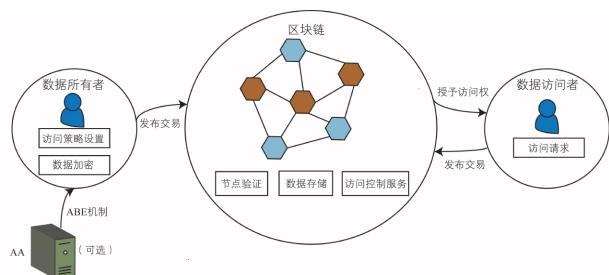 区块链
数据所有者
访问策略设置
数据加密
发布交易
节点验证
数据存储
访问控制服务
授予访问权
发布交易
数据访问者
访问请求
ABE机制
AA
(可选)